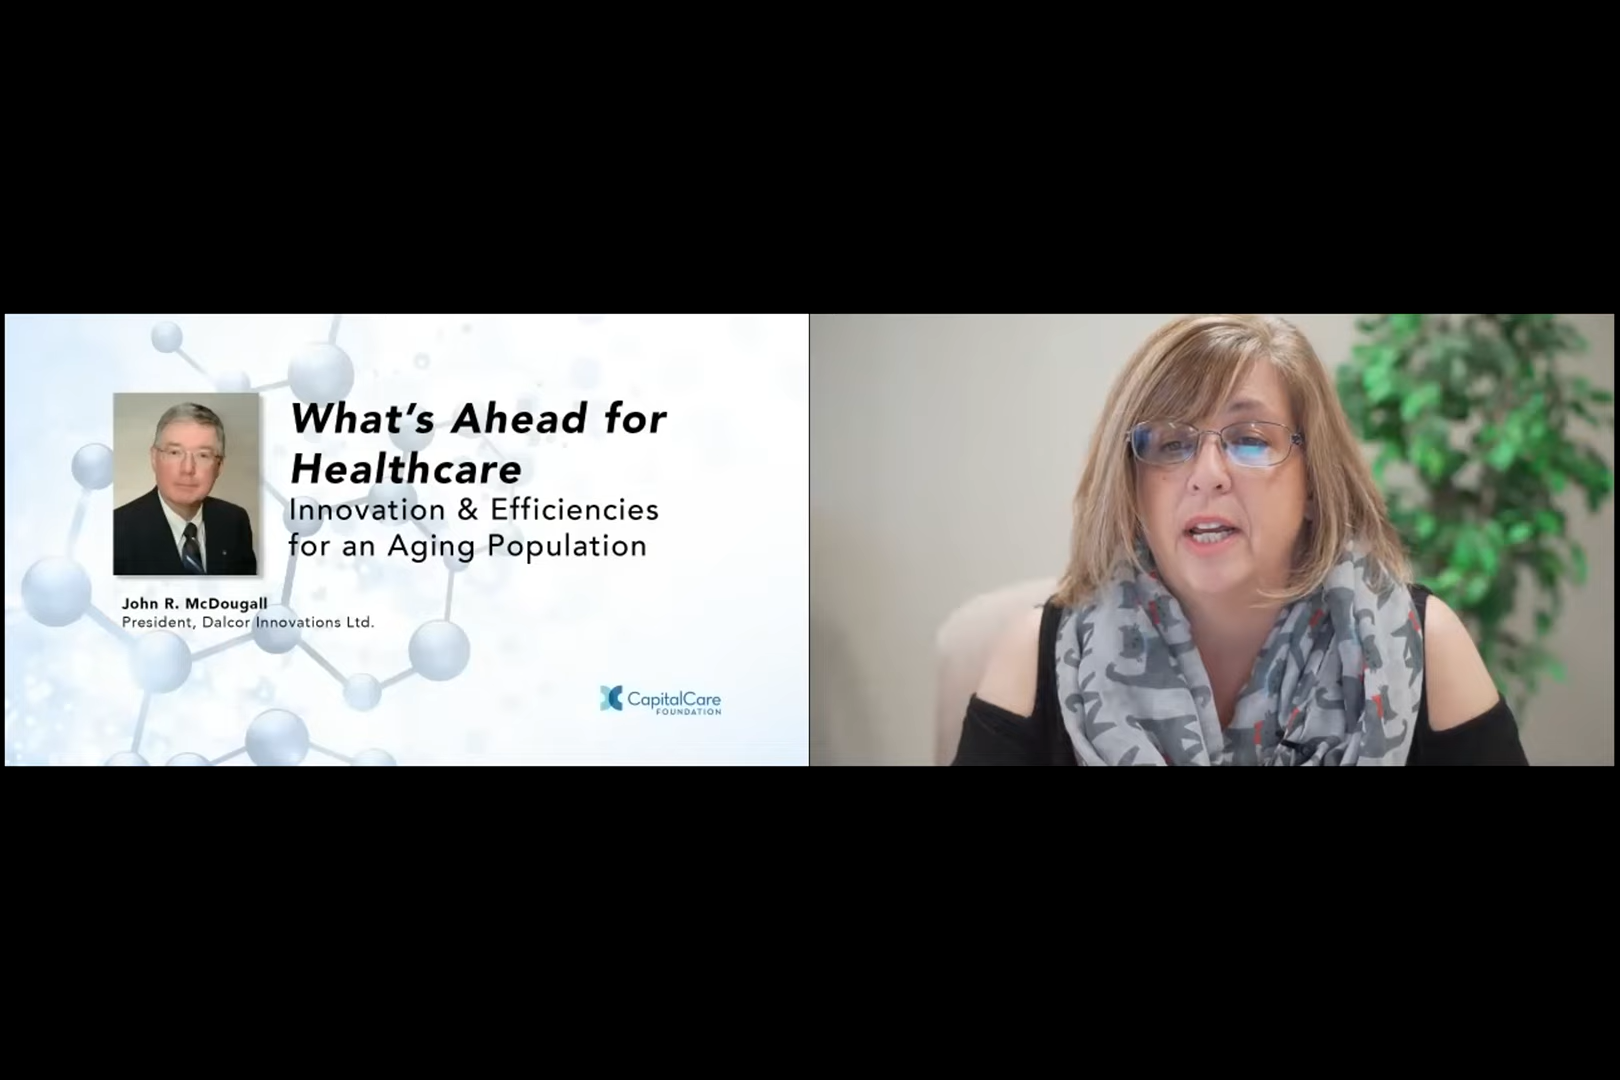 What's Ahead for
Healthcare
Innovation & Efficiencies
for an Aging Population
John R. McDougall
President, Dalcor Innovations Ltd.
CapitalCare
FOUNDATION